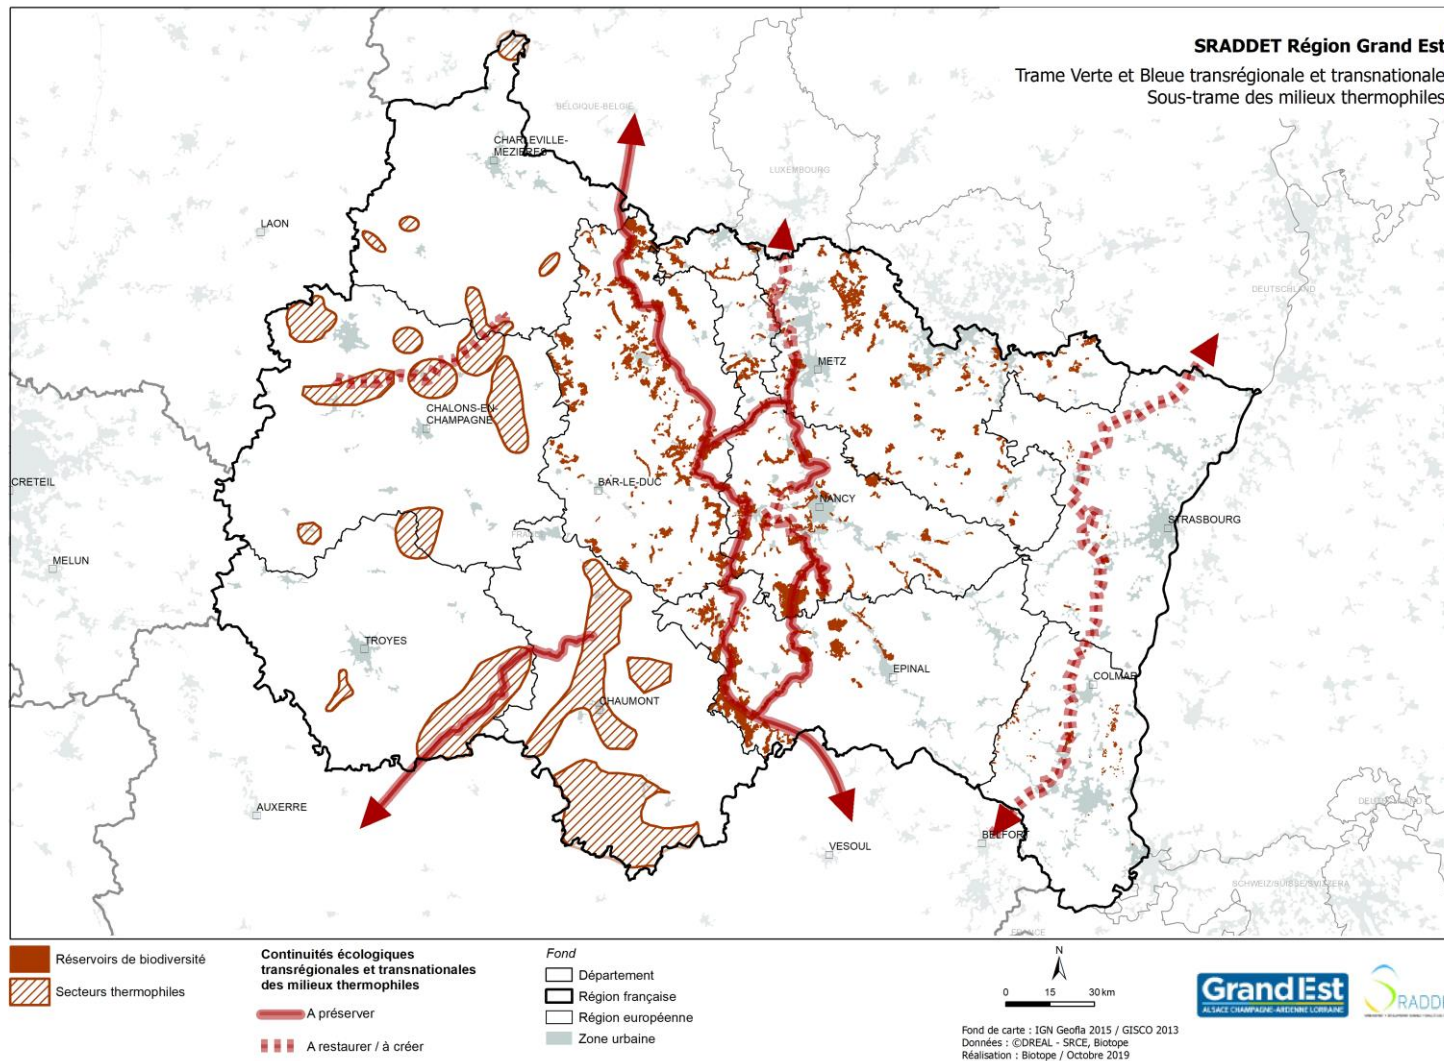 SRADDET Région Grand Est
Trame Verte et Bleue transrégionale et transnationale
Sous-trame des milieux thermophiles
BELGIQUE-BELGIË
CHARLEVILLE-
MEZIERES
LUXEMBOURG
LAON
DEUTSCHLAND
METZ
CHALONS-EN-
CHAMPAGNE
CRETEIL
BAR-LE-DUC
NANCY
STRASBOURG
MELUN
TROYES
EPINAL
COLMAR
CHAUMONT
AUXERRE
DEUTSCHLAND
BELFORT
VESOUL
SCHWEIZ/SUISSE/SVIZZERA
FRANCE
Réservoirs de biodiversité
Secteurs thermophiles
Continuités écologiques
transrégionales et transnationales
des milieux thermophiles
A préserver
A restaurer / à créer
Fond
Département
Région française
Région européenne
Zone urbaine
N
0 15 30 km
Fond de carte : IGN Geofla 2015 / GISCO 2013
Données : ©DREAL - SRCE, Biotope
Réalisation : Biotope / Octobre 2019
GrandEst
ALSACE CHAMPAGNE-ARDENNE LORRAINE
SRADDE